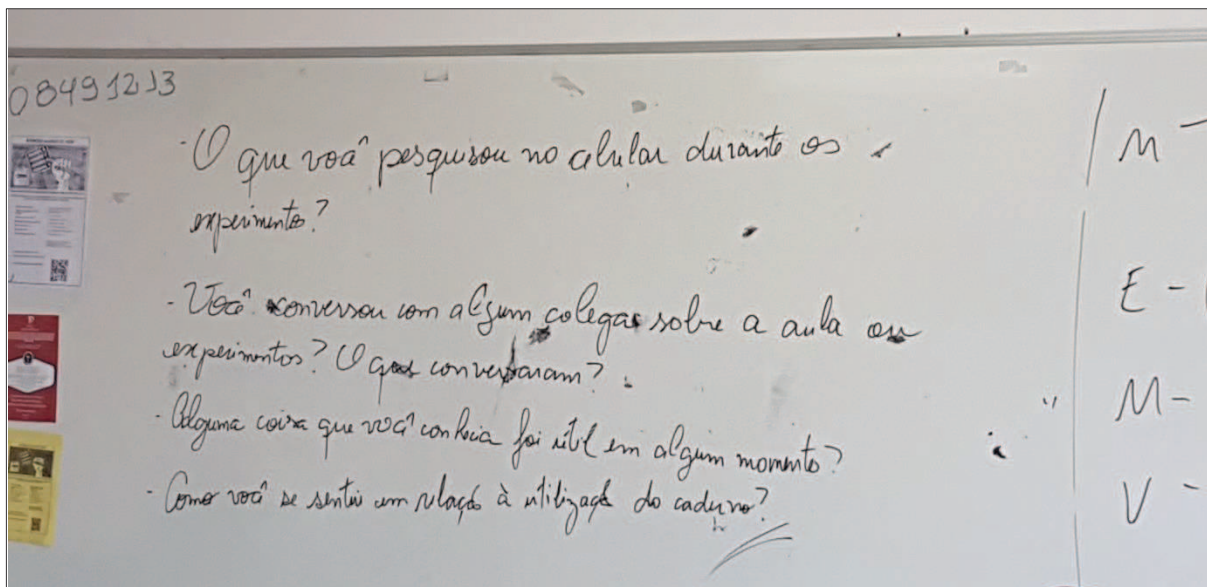 08491213
- O que você pesquisou no celular durante os
experimentos?
- Você conversou com algum colegas sobre a aula ou
experimentos? O que conversaram?
- Alguma coisa que você conhecia foi útil em algum momento?
- Como você se sentiu em relação à utilização do caderno?
M -
E -
" M -
V -